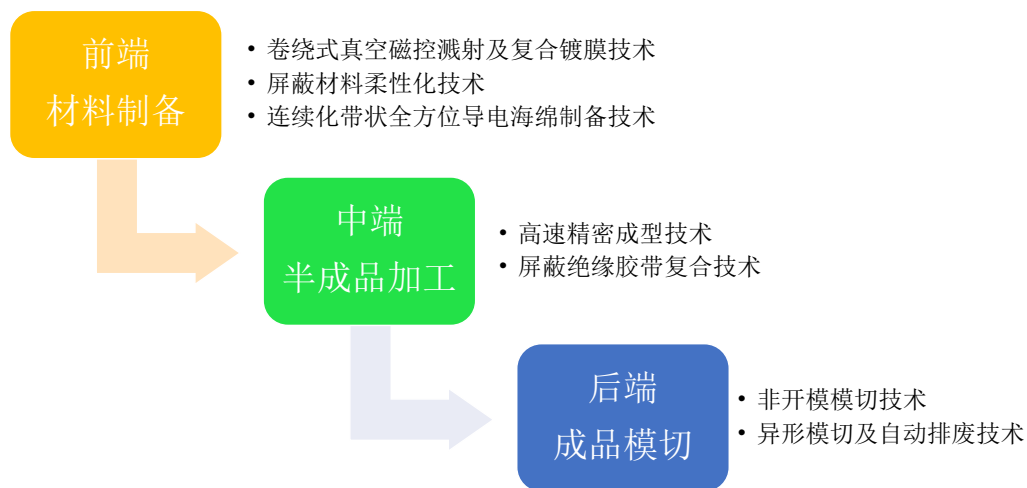 前端
材料制备
• 卷绕式真空磁控溅射及复合镀膜技术
• 屏蔽材料柔性化技术
• 连续化带状全方位导电海绵制备技术
中端
半成品加工
• 高速精密成型技术
• 屏蔽绝缘胶带复合技术
后端
成品模切
• 非开模模切技术
• 异形模切及自动排废技术